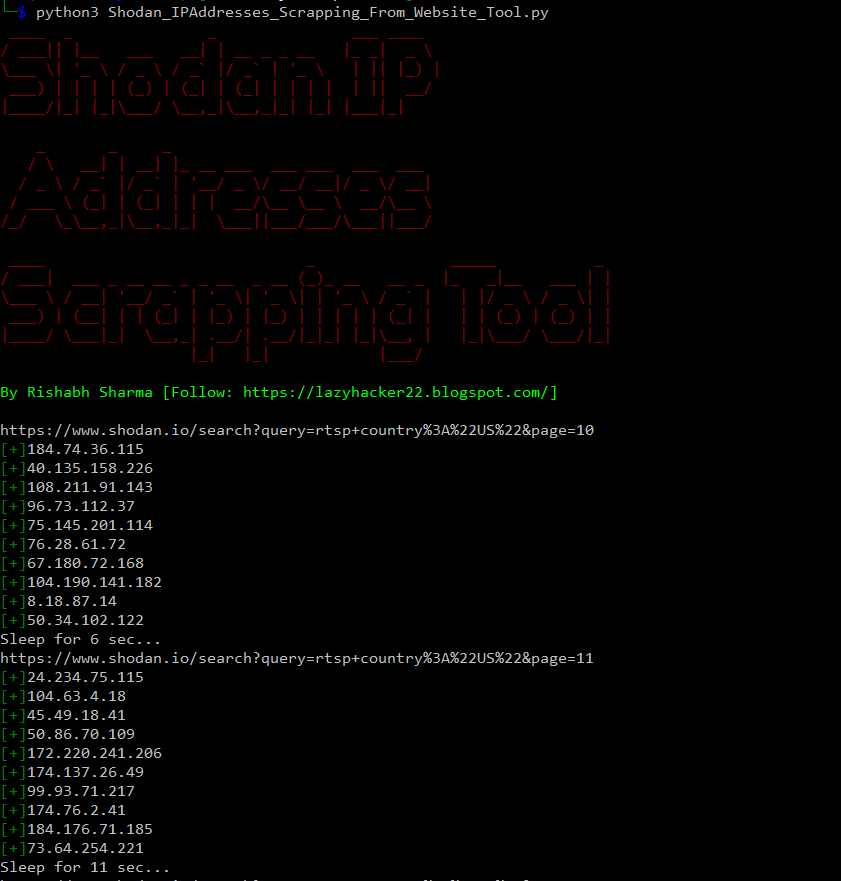 $ python3 Shodan_IPAddresses_Scrapping_From_Website_Tool.py
Shodan IP
Addresses
Scrapping Tool
By Rishabh Sharma [Follow: https://lazyhacker22.blogspot.com/]
https://www.shodan.io/search?query=rtsp+country%3A%22US%22&page=10
[+]184.74.36.115
[+]40.135.158.226
[+]108.211.91.143
[+]96.73.112.37
[+]75.145.201.114
[+]76.28.61.72
[+]67.180.72.168
[+]104.190.141.182
[+]8.18.87.14
[+]50.34.102.122
Sleep for 6 sec...
https://www.shodan.io/search?query=rtsp+country%3A%22US%22&page=11
[+]24.234.75.115
[+]104.63.4.18
[+]45.49.18.41
[+]50.86.70.109
[+]172.220.241.206
[+]174.137.26.49
[+]99.93.71.217
[+]174.76.2.41
[+]184.176.71.185
[+]73.64.254.221
Sleep for 11 sec...